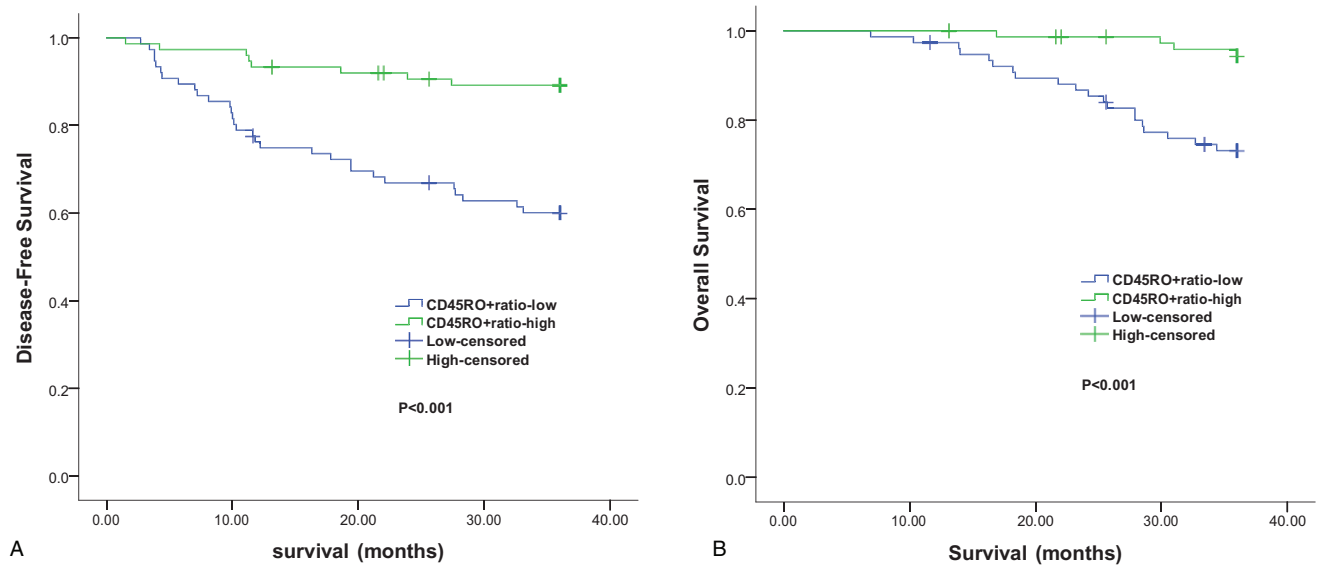 1.0
0.8
0.6
0.4
0.2
0.0
Disease-Free Survival
CD45RO+ratio-low
CD45RO+ratio-high
Low-censored
High-censored
P<0.001
0.00 10.00 20.00 30.00 40.00
survival (months)
A
1.0
0.8
0.6
0.4
0.2
0.0
Overall Survival
CD45RO+ratio-low
CD45RO+ratio-high
Low-censored
High-censored
P<0.001
0.00 10.00 20.00 30.00 40.00
Survival (months)
B